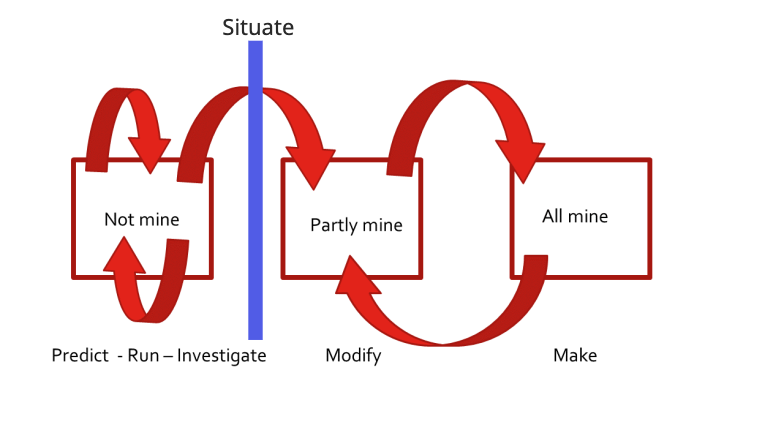 Situate
Not mine
Partly mine
All mine
Predict  - Run – Investigate
Modify
Make